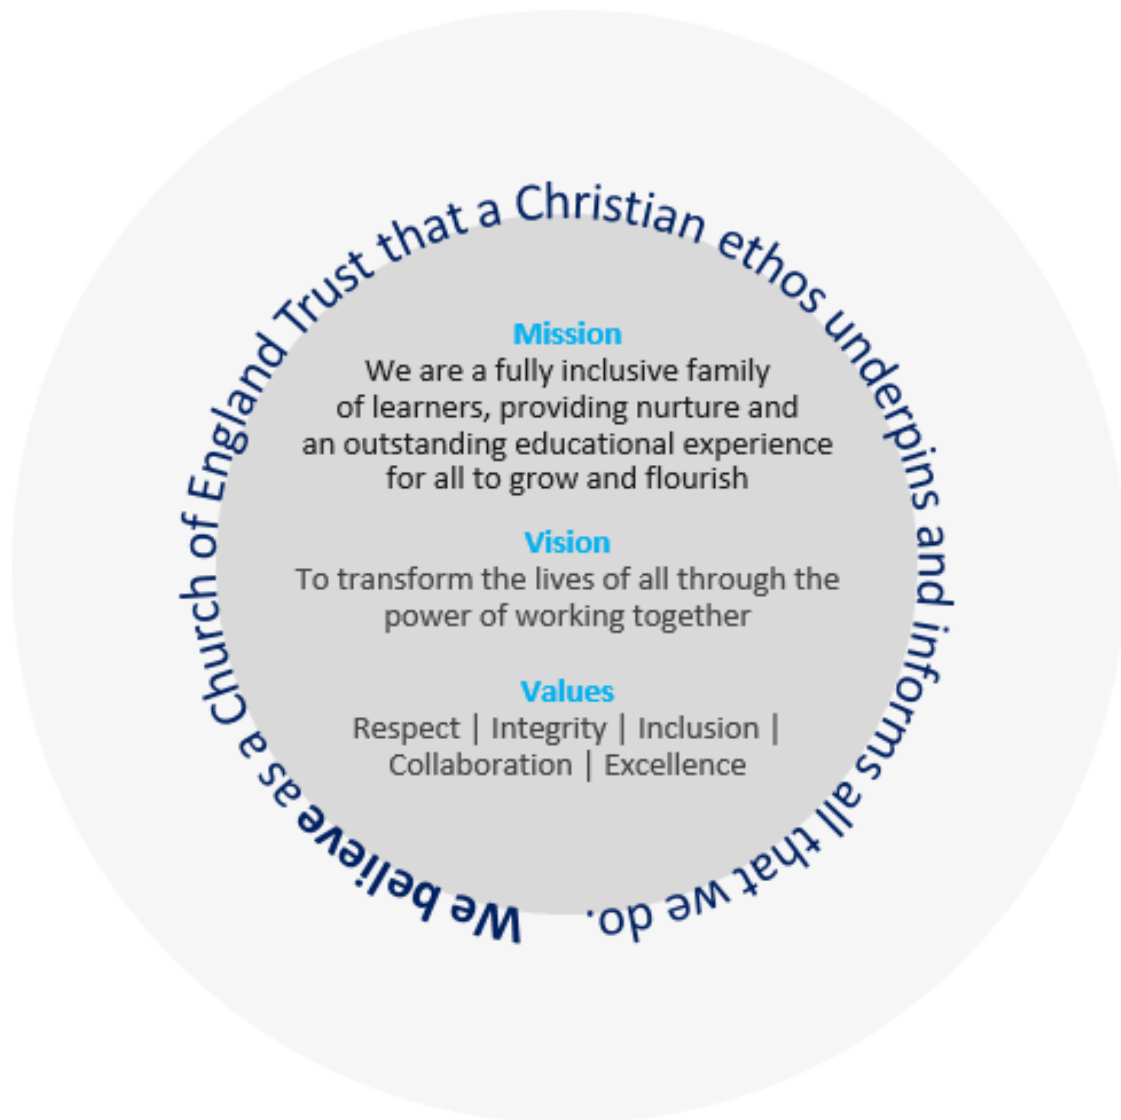 We believe as a Church of England Trust that a Christian ethos underpins and informs all that we do.
Mission
We are a fully inclusive family
of learners, providing nurture and
an outstanding educational experience
for all to grow and flourish
Vision
To transform the lives of all through the
power of working together
Values
Respect | Integrity | Inclusion |
Collaboration | Excellence